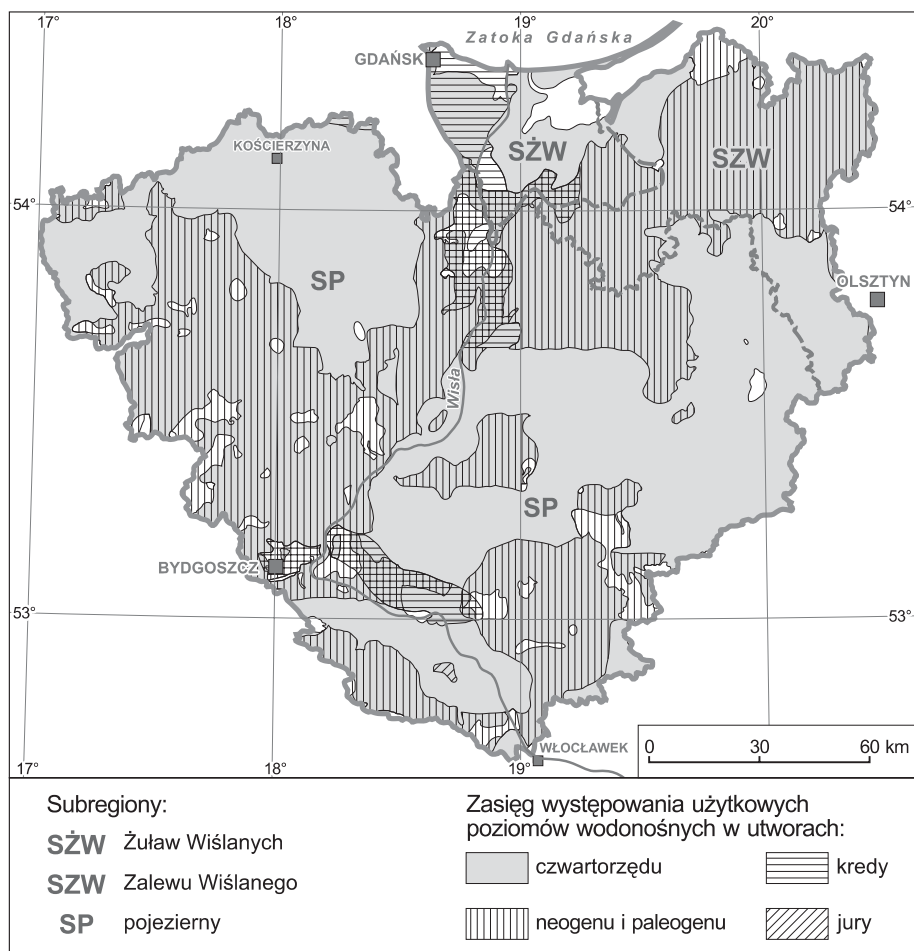 17° 18° 19° 20°
Zatoka Gdańska
GDAŃSK
KOŚCIERZYNA
SŻW
SZW
54° 54°
SP
OLSZTYN
Wisła
SP
BYDGOSZCZ
53° 53°
WŁOCŁAWEK
0 30 60 km
17° 18° 19°
Subregiony:
SŻW Żuław Wiślanych
SZW Zalewu Wiślanego
SP pojezierny
Zasięg występowania użytkowych
poziomów wodonośnych w utworach:
czwartorzędu
kredy
neogenu i paleogenu
jury